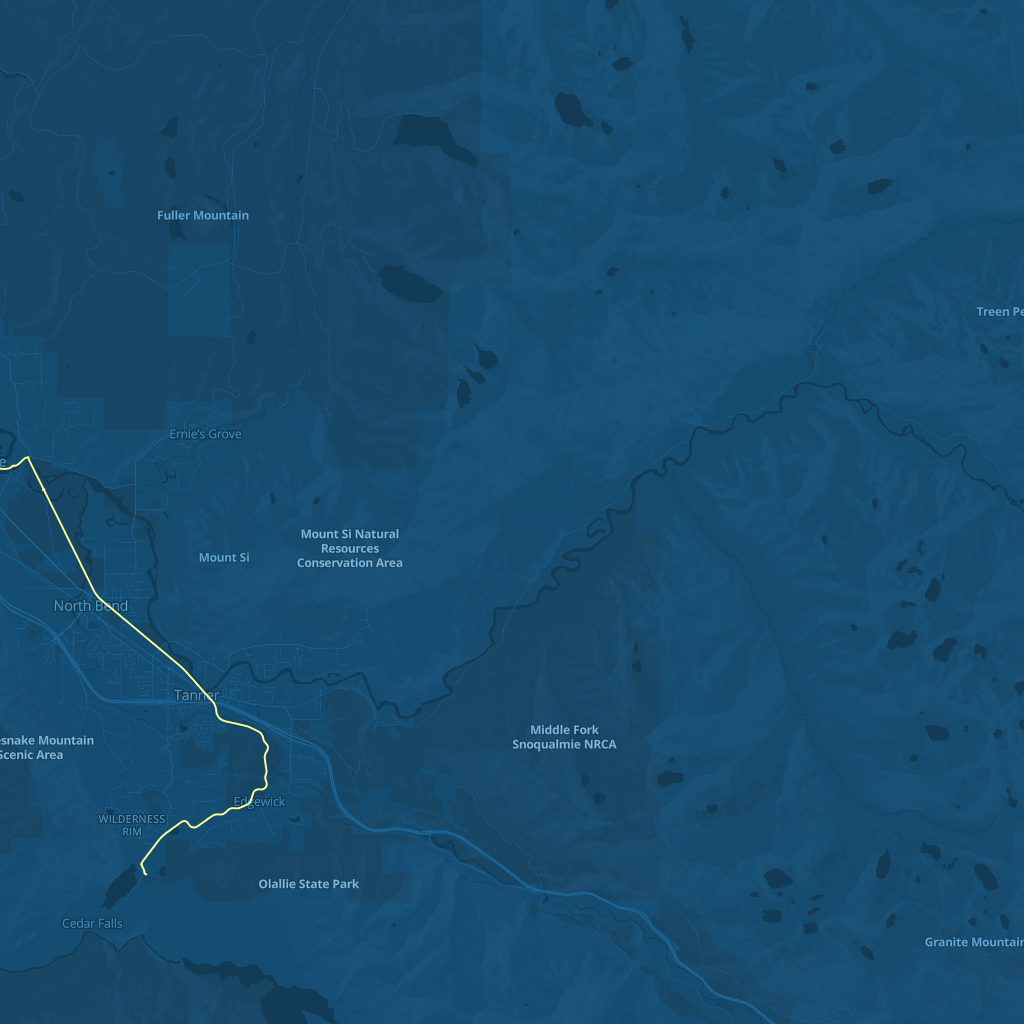 Fuller Mountain
Treen Pe
Ernie's Grove
e
Mount Si Natural
Resources
Conservation Area
Mount Si
North Bend
Tanner
Middle Fork
Snoqualmie NRCA
esnake Mountain
Scenic Area
Edgewick
WILDERNESS
RIM
Olallie State Park
Cedar Falls
Granite Mountain